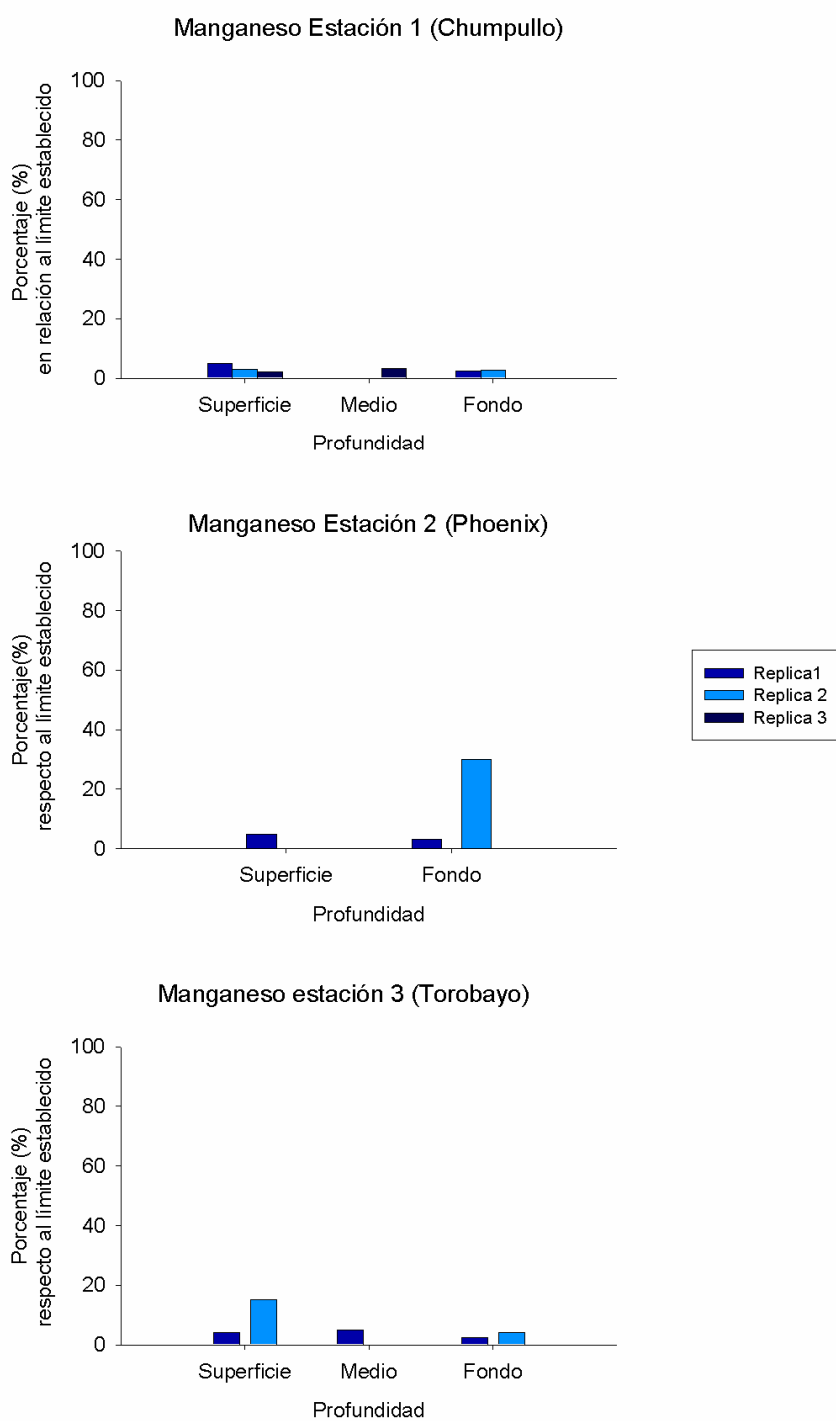 Manganeso Estación 1 (Chumpullo)
Porcentaje (%)
en relación al límite establecido
100
80
60
40
20
0
Superficie Medio Fondo
Profundidad
Manganeso Estación 2 (Phoenix)
Porcentaje(%)
respecto al límite establecido
100
80
60
40
20
0
Superficie Fondo
Profundidad
Replica1
Replica 2
Replica 3
Manganeso estación 3 (Torobayo)
Porcentaje (%)
respecto al límite establecido
100
80
60
40
20
0
Superficie Medio Fondo
Profundidad